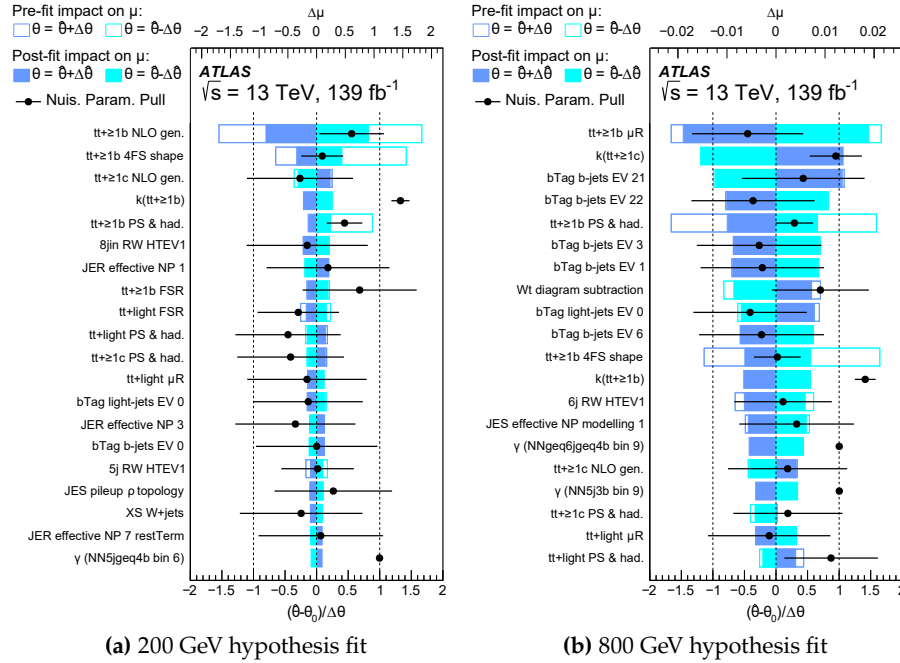 Pre-fit impact on μ:
θ = θ̂+Δθ θ = θ̂-Δθ
Post-fit impact on μ:
θ = θ̂+Δθ̂ θ = θ̂-Δθ̂
Nuis. Param. Pull
Δμ
−2 −1.5 −1 −0.5 0 0.5 1 1.5 2
ATLAS
√s = 13 TeV, 139 fb⁻¹
tt+≥1b NLO gen.
tt+≥1b 4FS shape
tt+≥1c NLO gen.
k(tt+≥1b)
tt+≥1b PS & had.
8jin RW HTEV1
JER effective NP 1
tt+≥1b FSR
tt+light FSR
tt+light PS & had.
tt+≥1c PS & had.
tt+light μR
bTag light-jets EV 0
JER effective NP 3
bTag b-jets EV 0
5j RW HTEV1
JES pileup ρ topology
XS W+jets
JER effective NP 7 restTerm
γ (NN5jgeq4b bin 6)
−2 −1.5 −1 −0.5 0 0.5 1 1.5 2
(θ̂-θ₀)/Δθ
(a) 200 GeV hypothesis fit
Pre-fit impact on μ:
θ = θ̂+Δθ θ = θ̂-Δθ
Post-fit impact on μ:
θ = θ̂+Δθ̂ θ = θ̂-Δθ̂
Nuis. Param. Pull
Δμ
−0.02 −0.01 0 0.01 0.02
ATLAS
√s = 13 TeV, 139 fb⁻¹
tt+≥1b μR
k(tt+≥1c)
bTag b-jets EV 21
bTag b-jets EV 22
tt+≥1b PS & had.
bTag b-jets EV 3
bTag b-jets EV 1
Wt diagram subtraction
bTag light-jets EV 0
bTag b-jets EV 6
tt+≥1b 4FS shape
k(tt+≥1b)
6j RW HTEV1
JES effective NP modelling 1
γ (NNgeq6jgeq4b bin 9)
tt+≥1c NLO gen.
γ (NN5j3b bin 9)
tt+≥1c PS & had.
tt+light μR
tt+light PS & had.
−2 −1.5 −1 −0.5 0 0.5 1 1.5 2
(θ̂-θ₀)/Δθ
(b) 800 GeV hypothesis fit